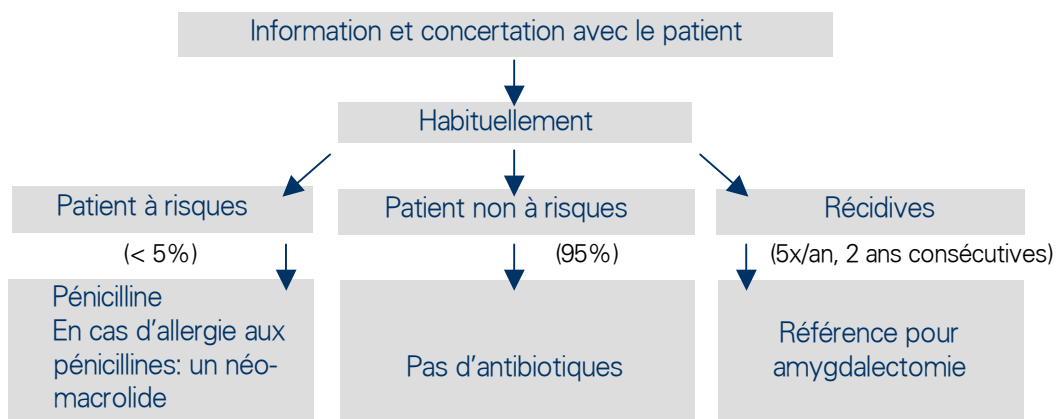 Information et concertation avec le patient
Habituellement
Patient à risques
Patient non à risques
Récidives
(< 5%)
(95%)
(5x/an, 2 ans consécutives)
Pénicilline
En cas d'allergie aux
pénicillines: un néo-
macrolide
Pas d'antibiotiques
Référence pour
amygdalectomie